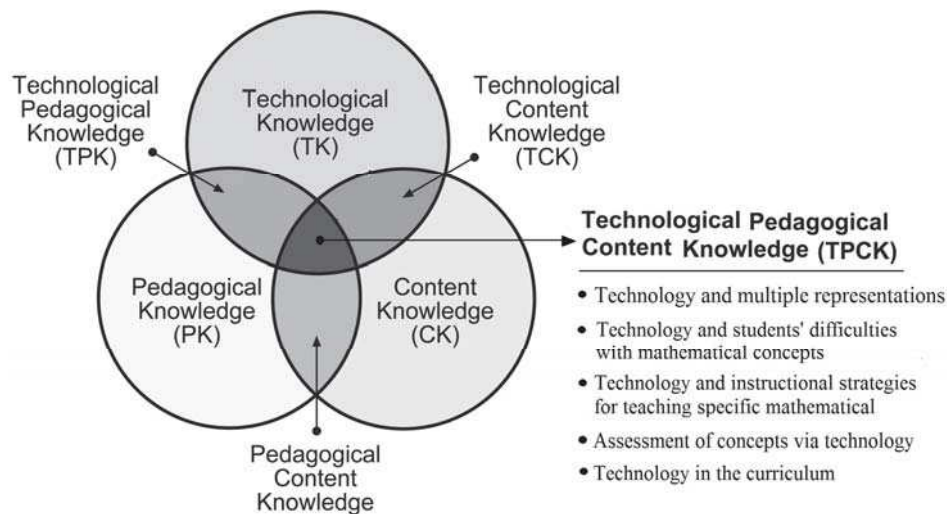 Technological
Pedagogical
Knowledge
(TPK)
Technological
Knowledge
(TK)
Technological
Content
Knowledge
(TCK)
Pedagogical
Knowledge
(PK)
Content
Knowledge
(CK)
Pedagogical
Content
Knowledge
Technological Pedagogical
Content Knowledge (TPCK)
• Technology and multiple representations
• Technology and students' difficulties
with mathematical concepts
• Technology and instructional strategies
for teaching specific mathematical
• Assessment of concepts via technology
• Technology in the curriculum